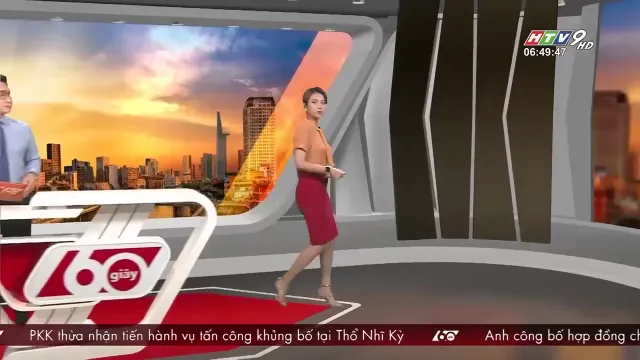 HTV9 HD
06:49:47
60 giây
PKK thừa nhận tiến hành vụ tấn công khủng bố tại Thổ Nhĩ Kỳ 60 Anh công bố hợp đồng c